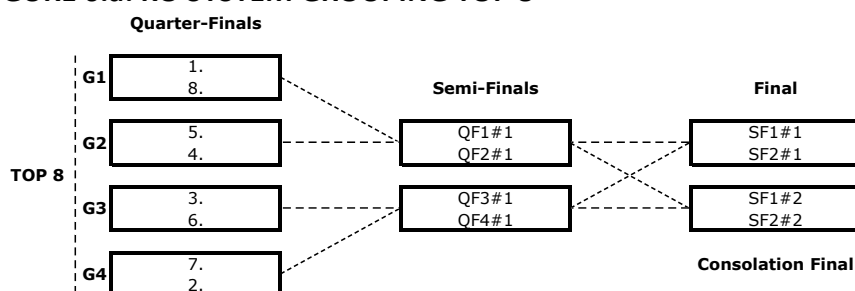 Quarter-Finals
G1
1.
8.
Semi-Finals
Final
G2
5.
4.
QF1#1
QF2#1
SF1#1
SF2#1
TOP 8
G3
3.
6.
QF3#1
QF4#1
SF1#2
SF2#2
G4
7.
2.
Consolation Final